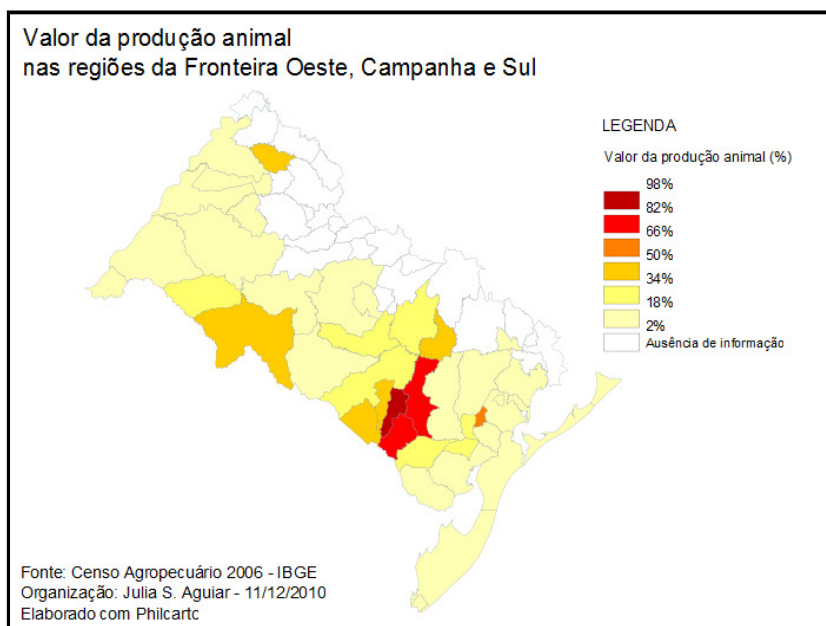 Valor da produção animal
nas regiões da Fronteira Oeste, Campanha e Sul
LEGENDA
Valor da produção animal (%)
98%
82%
66%
50%
34%
18%
2%
Ausência de informação
Fonte: Censo Agropecuário 2006 - IBGE
Organização: Julia S. Aguiar - 11/12/2010
Elaborado com Philcartc